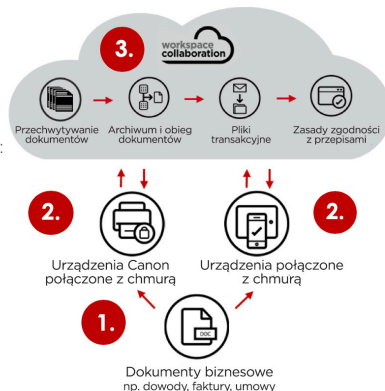 3.
workspace
collaboration
Przechwytywanie
dokumentów
Archiwum i obieg
dokumentów
Pliki
transakcyjne
Zasady zgodności
z przepisami
:
2.
2.
Urządzenia Canon
połączone z chmurą
Urządzenia połączone
z chmurą
1.
DOC
Dokumenty biznesowe
np. dowody, faktury, umowy